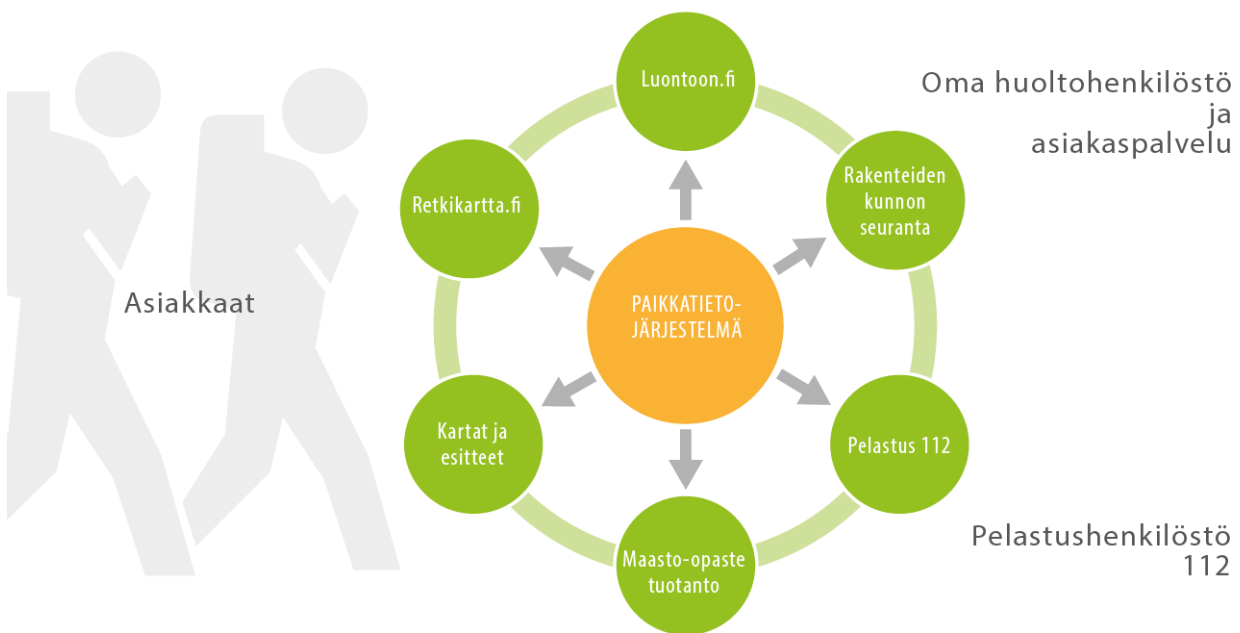 Luontoon.fi
Oma huoltohenkilöstö
ja
asiakaspalvelu
Rakenteiden
kunnon
seuranta
Retkikartta.fi
Asiakkaat
PAIKKATIETO-
JÄRJESTELMÄ
Kartat ja
esitteet
Pelastus 112
Maasto-opaste
tuotanto
Pelastushenkilöstö
112